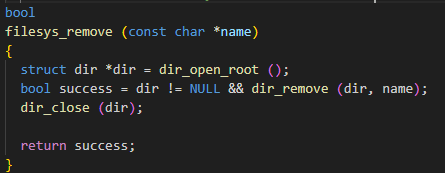 bool
filesys_remove (const char *name)
{
  struct dir *dir = dir_open_root ();
  bool success = dir != NULL && dir_remove (dir, name);
  dir_close (dir);

  return success;
}